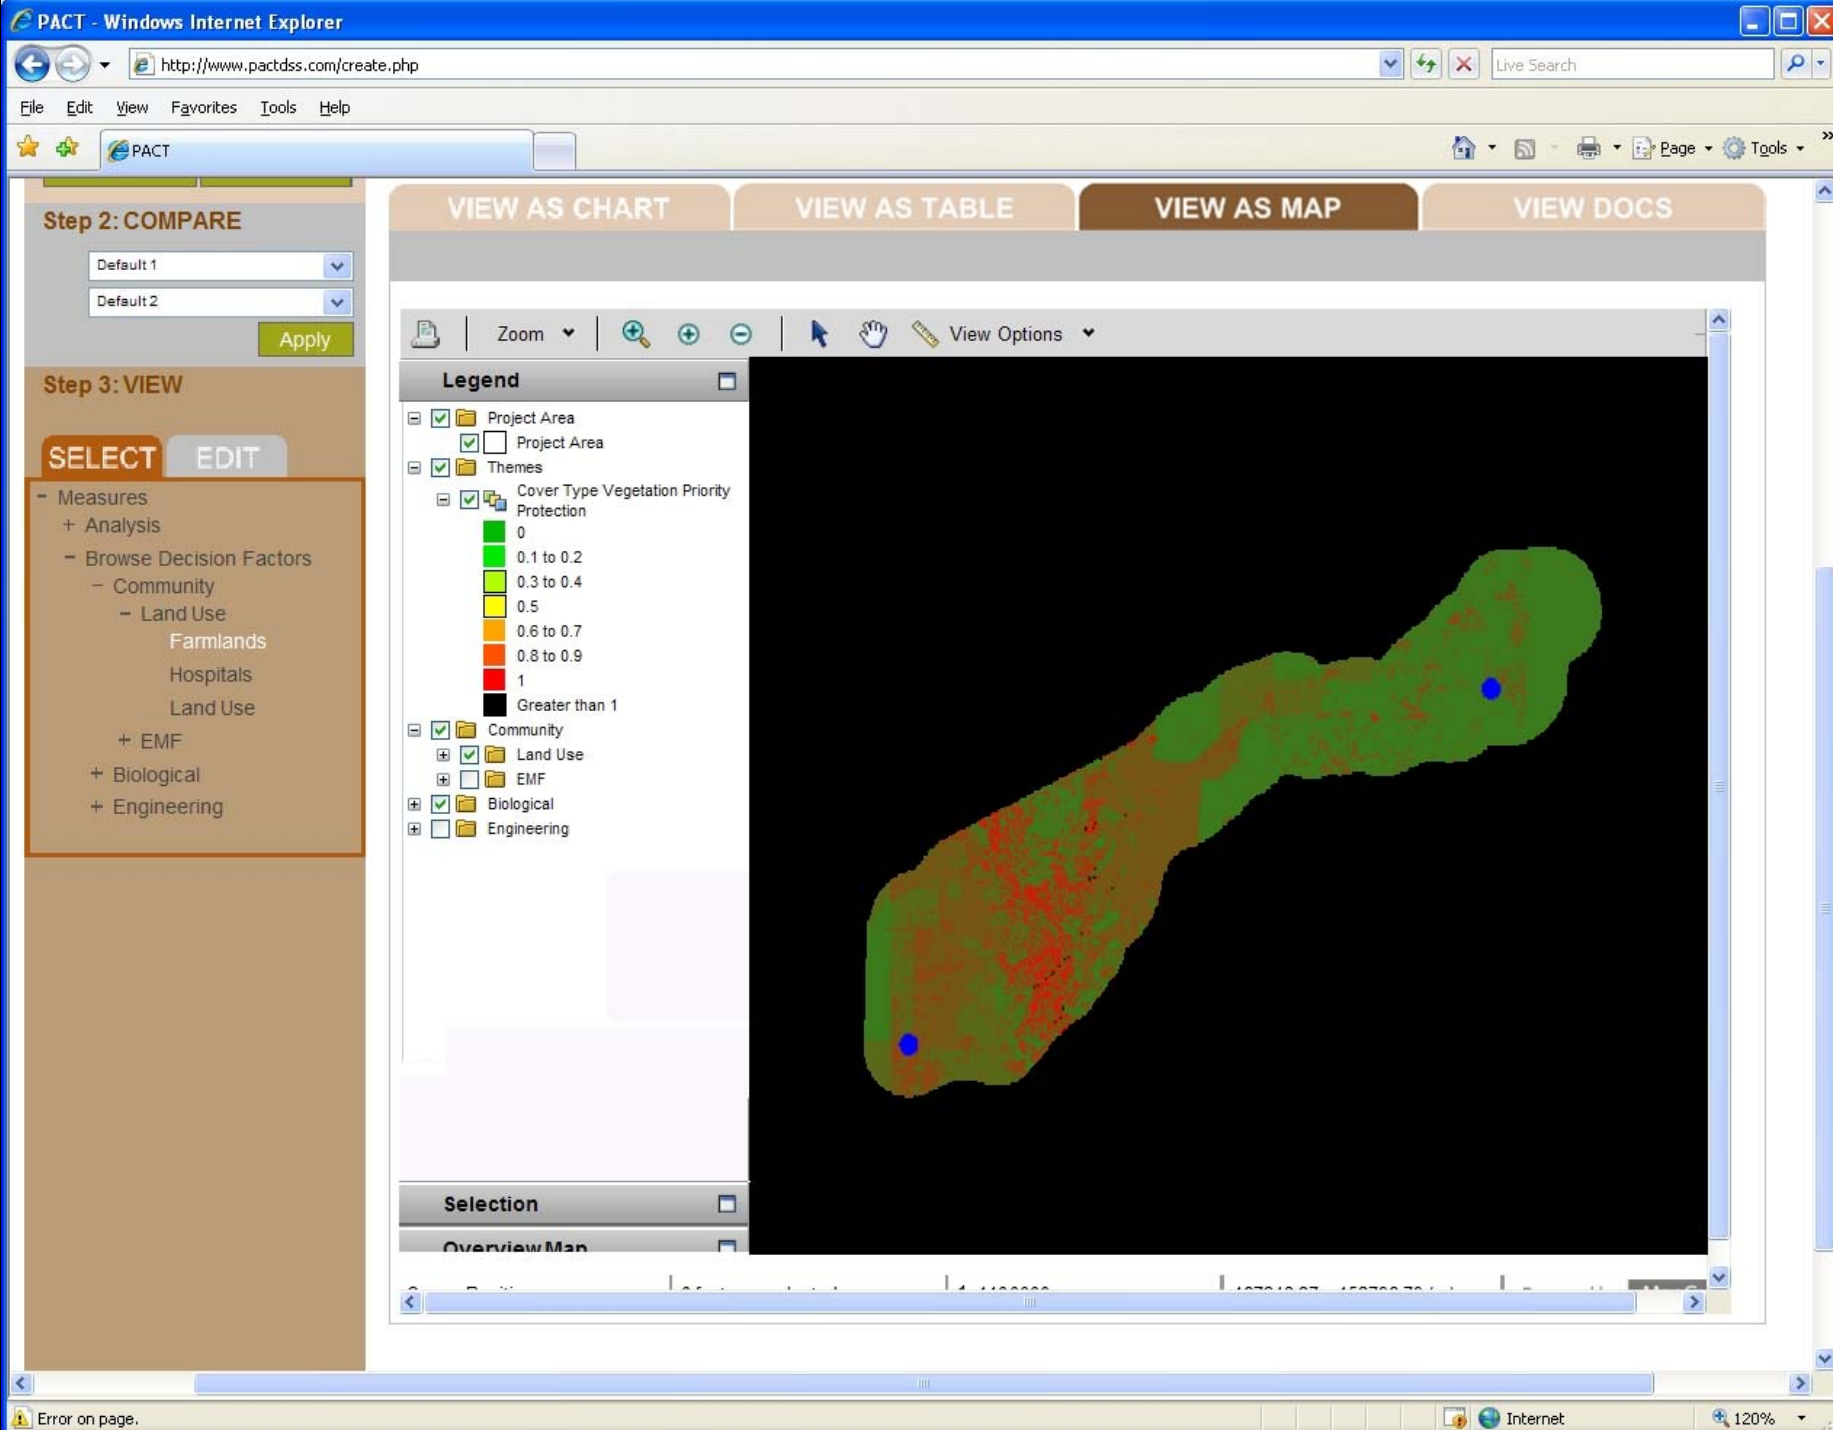 PACT - Windows Internet Explorer
http://www.pactdss.com/create.php
Live Search
File Edit View Favorites Tools Help
PACT
Page Tools
Step 2: COMPARE
Default 1
Default 2
Apply
Step 3: VIEW
SELECT EDIT
- Measures
+ Analysis
- Browse Decision Factors
- Community
- Land Use
Farmlands
Hospitals
Land Use
+ EMF
+ Biological
+ Engineering
VIEW AS CHART VIEW AS TABLE VIEW AS MAP VIEW DOCS
Zoom View Options
Legend
Project Area
Project Area
Themes
Cover Type Vegetation Priority
Protection
0
0.1 to 0.2
0.3 to 0.4
0.5
0.6 to 0.7
0.8 to 0.9
1
Greater than 1
Community
Land Use
EMF
Biological
Engineering
Selection
Overview Map
Error on page.
Internet
120%